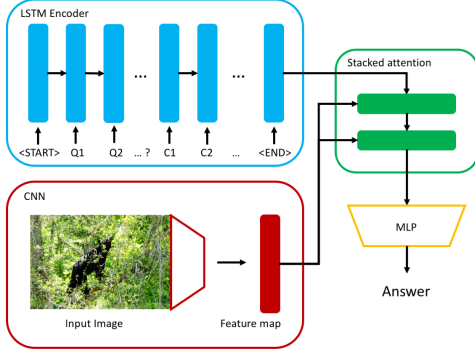 LSTM Encoder
... ...
<START> Q1 Q2 ... ? C1 C2 ... <END>
Stacked attention
CNN
Input Image
Feature map
MLP
Answer